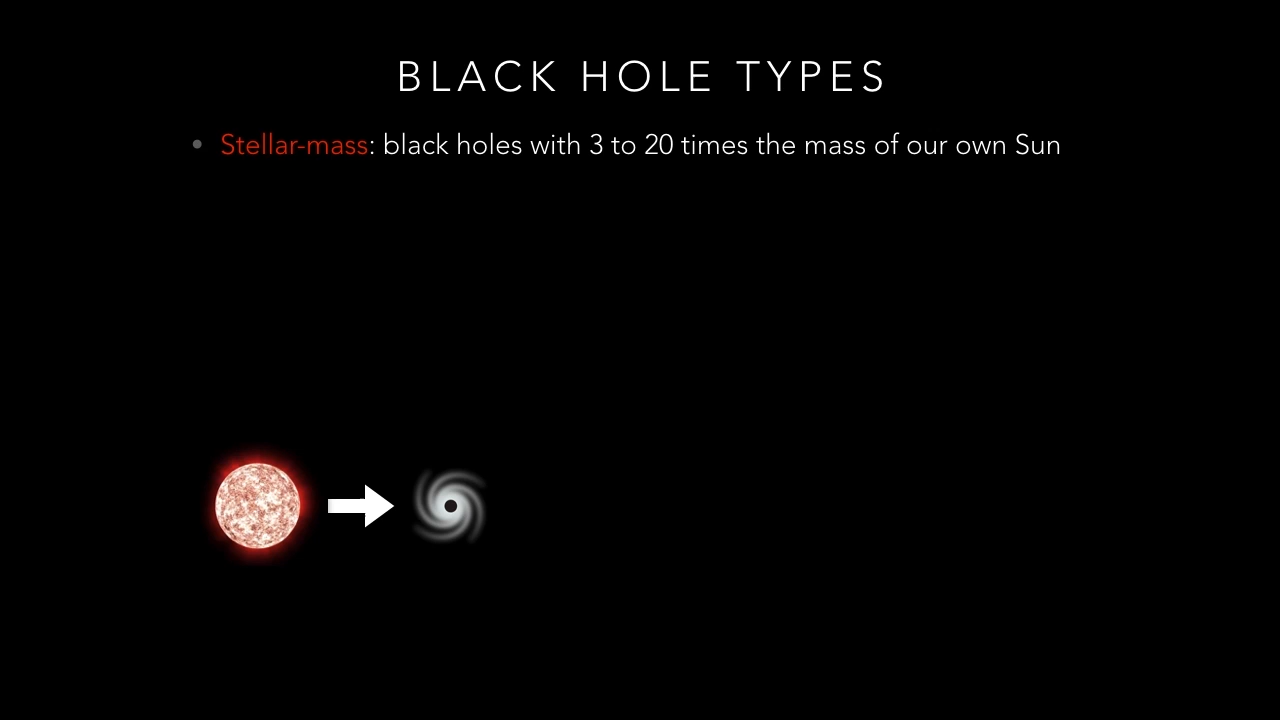 BLACK HOLE TYPES
• Stellar-mass: black holes with 3 to 20 times the mass of our own Sun